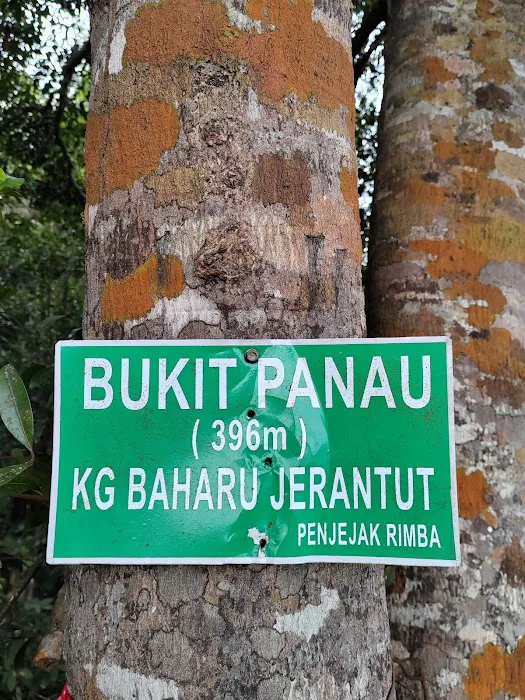 BUKIT PANAU
( 396m )
KG BAHARU JERANTUT
PENJEJAK RIMBA